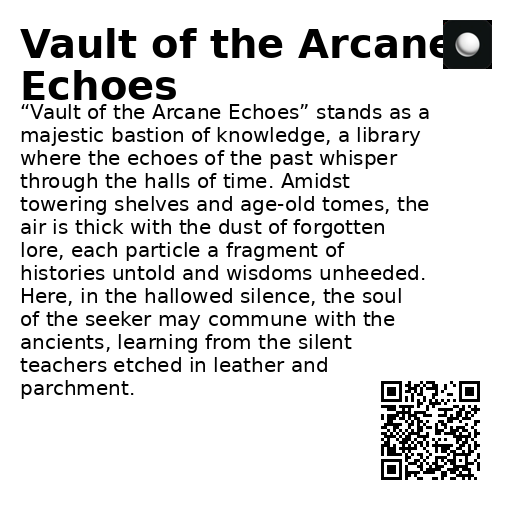 Vault of the Arcane
Echoes
“Vault of the Arcane Echoes” stands as a
majestic bastion of knowledge, a library
where the echoes of the past whisper
through the halls of time. Amidst
towering shelves and age-old tomes, the
air is thick with the dust of forgotten
lore, each particle a fragment of
histories untold and wisdoms unheeded.
Here, in the hallowed silence, the soul
of the seeker may commune with the
ancients, learning from the silent
teachers etched in leather and
parchment.